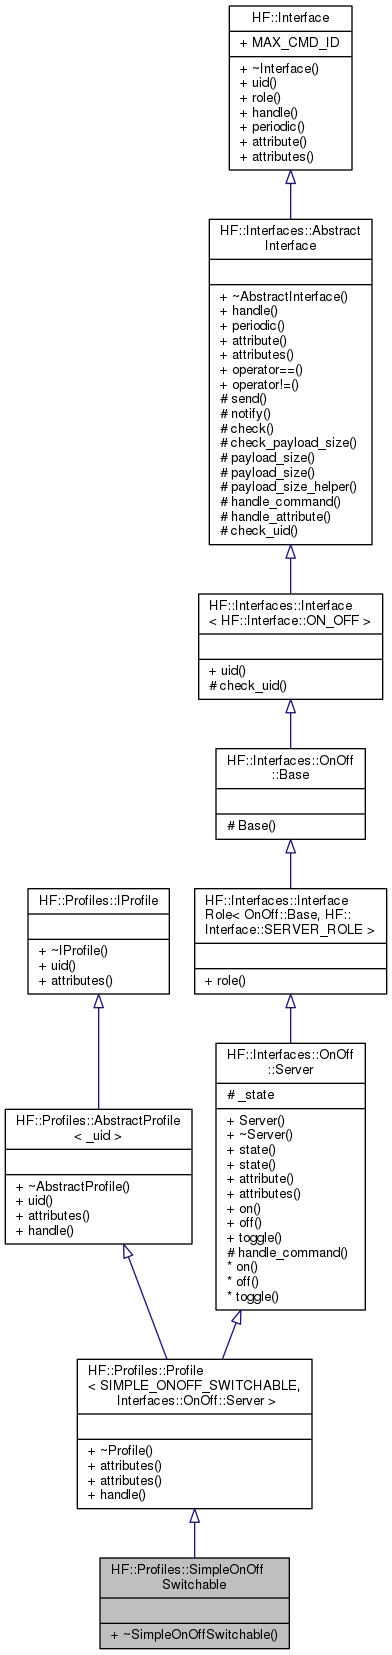 HF::Interface
+ MAX_CMD_ID
+ ~Interface()
+ uid()
+ role()
+ handle()
+ periodic()
+ attribute()
+ attributes()
HF::Interfaces::Abstract
Interface
+ ~AbstractInterface()
+ handle()
+ periodic()
+ attribute()
+ attributes()
+ operator==()
+ operator!=()
# send()
# notify()
# check()
# check_payload_size()
# payload_size()
# payload_size()
# payload_size_helper()
# handle_command()
# handle_attribute()
# check_uid()
HF::Interfaces::Interface
< HF::Interface::ON_OFF >
+ uid()
# check_uid()
HF::Interfaces::OnOff
::Base
# Base()
HF::Profiles::IProfile
+ ~IProfile()
+ uid()
+ attributes()
HF::Interfaces::Interface
Role< OnOff::Base, HF::
Interface::SERVER_ROLE >
+ role()
HF::Interfaces::OnOff
::Server
# _state
+ Server()
+ ~Server()
+ state()
+ state()
+ attribute()
+ attributes()
+ on()
+ off()
+ toggle()
# handle_command()
* on()
* off()
* toggle()
HF::Profiles::AbstractProfile
< _uid >
+ ~AbstractProfile()
+ uid()
+ attributes()
+ handle()
HF::Profiles::Profile
< SIMPLE_ONOFF_SWITCHABLE,
Interfaces::OnOff::Server >
+ ~Profile()
+ attributes()
+ attributes()
+ handle()
HF::Profiles::SimpleOnOff
Switchable
+ ~SimpleOnOffSwitchable()